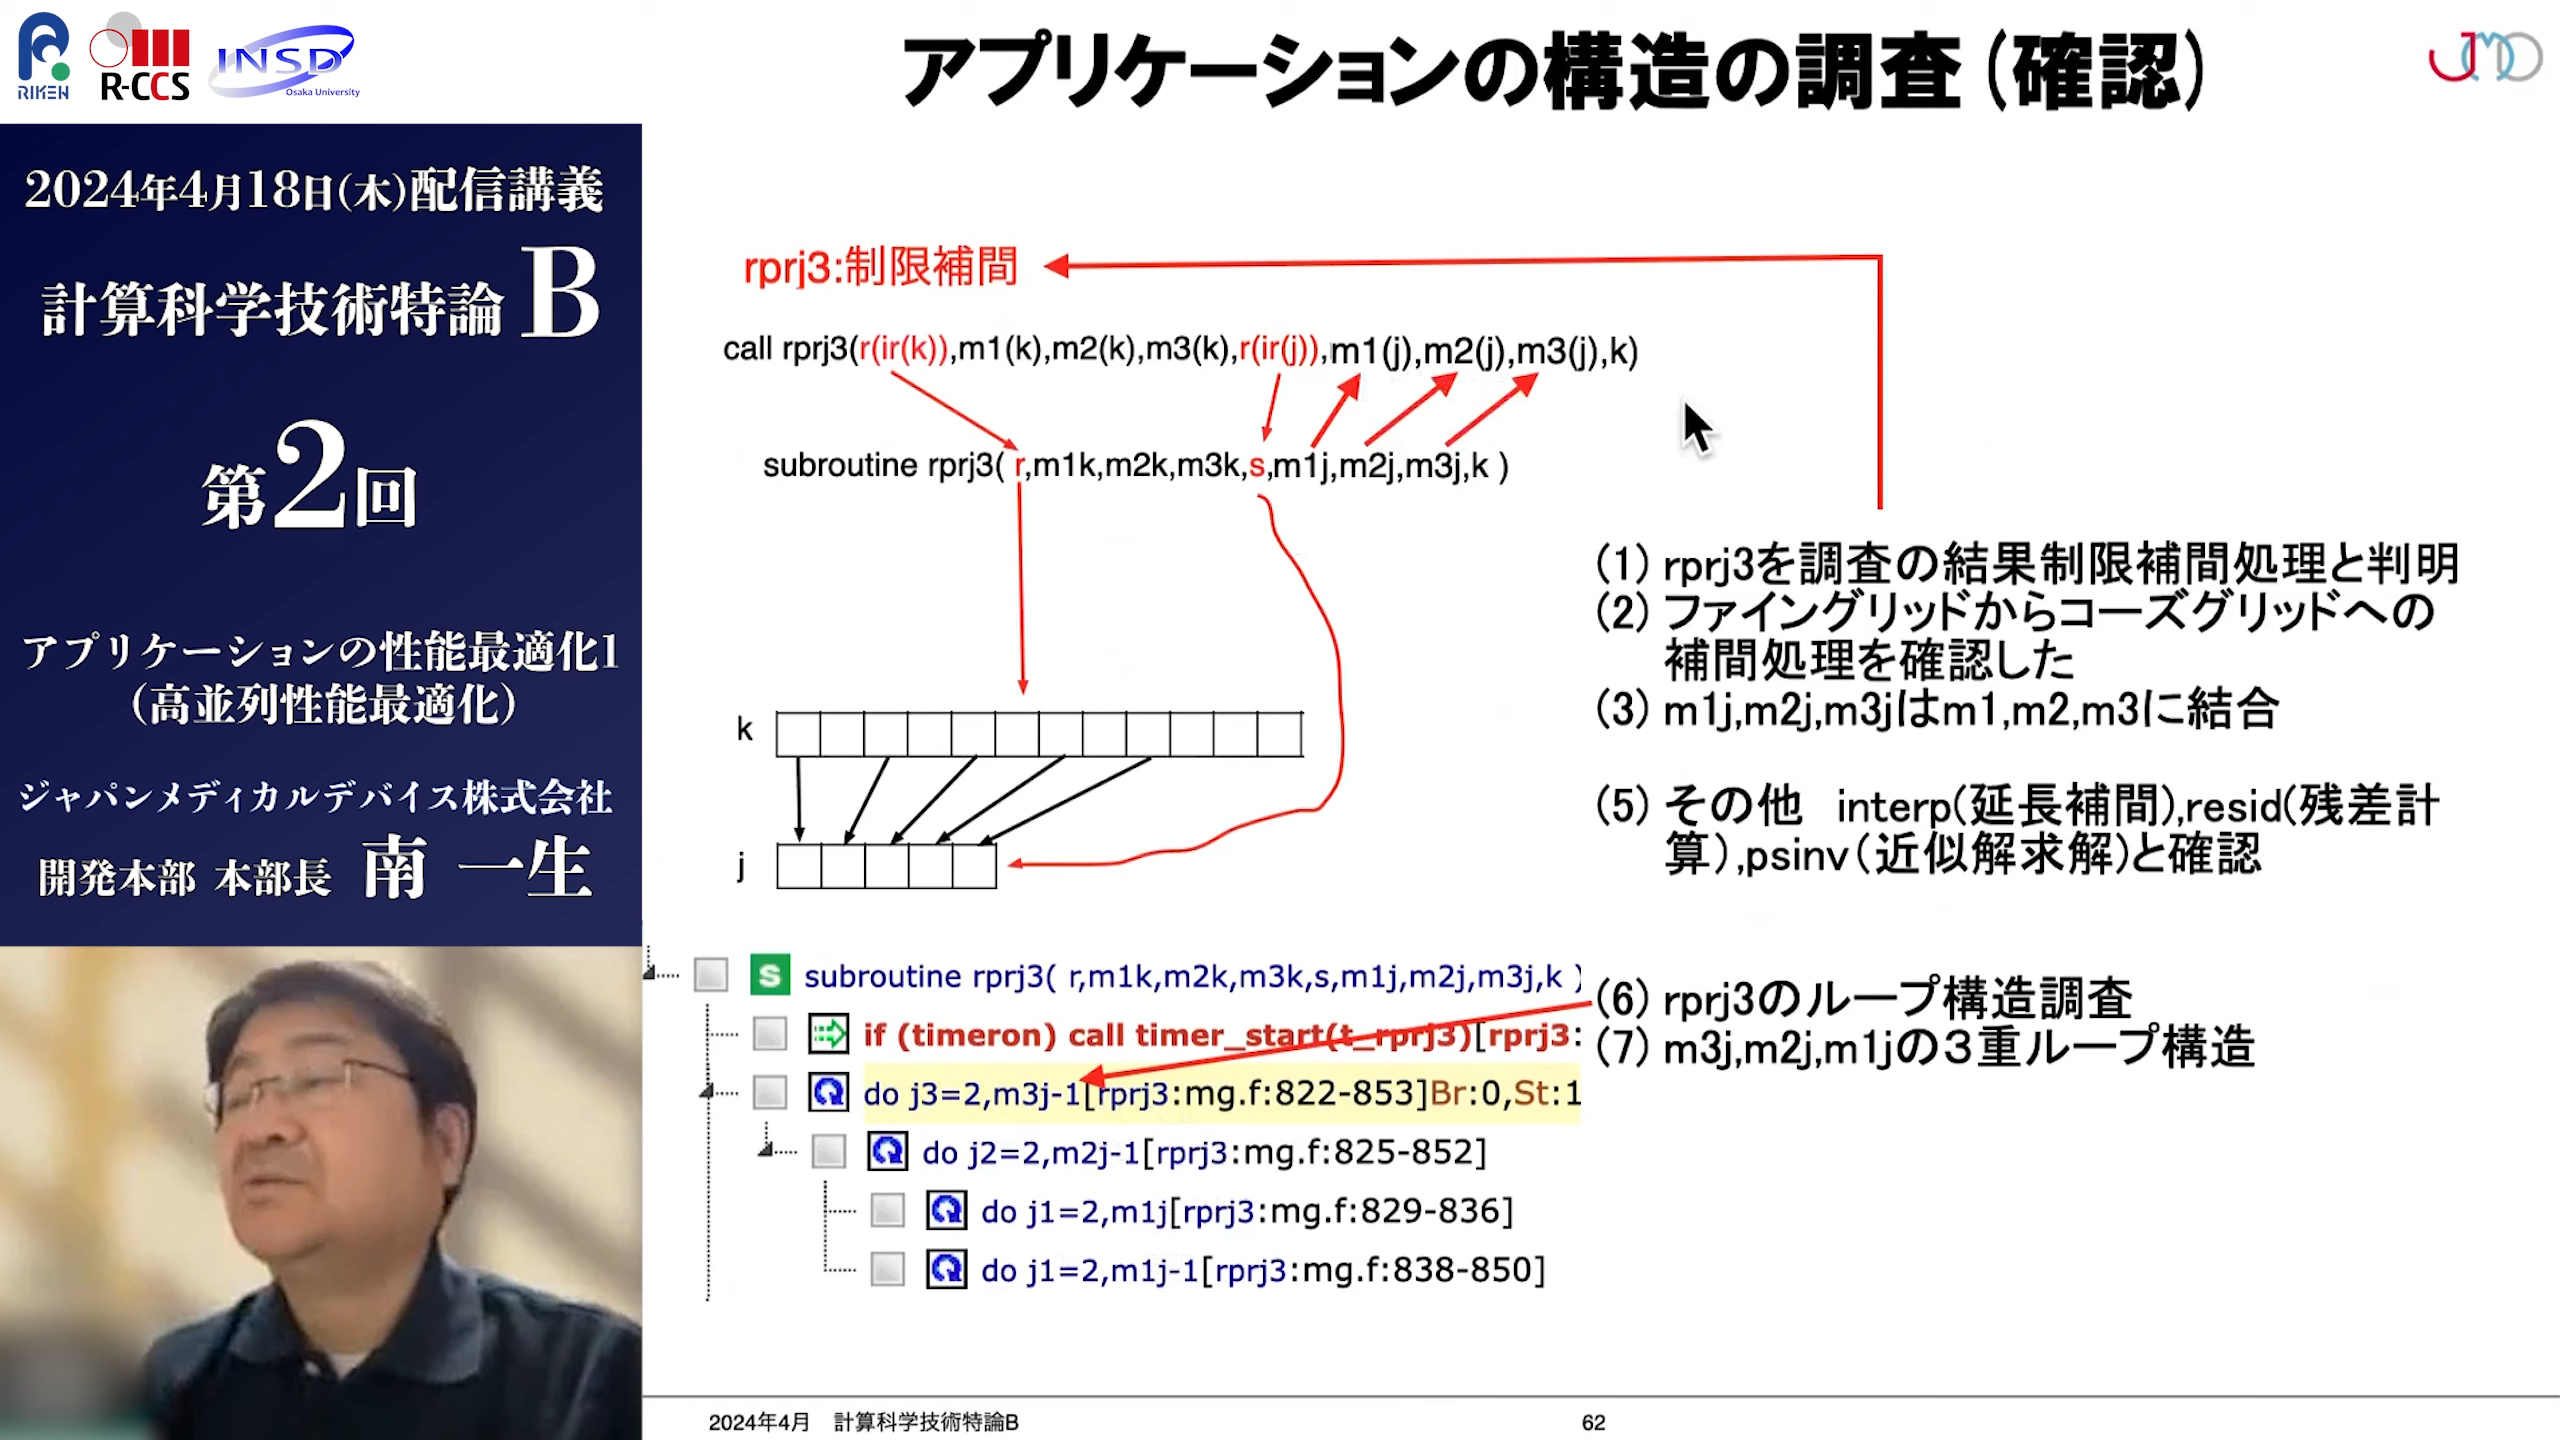 RIKEN
R-CCS
INSD
Osaka University
アプリケーションの構造の調査(確認)
JMD
2024年4月18日(木)配信講義
計算科学技術特論 B
第2回
アプリケーションの性能最適化1
(高並列性能最適化)
ジャパンメディカルデバイス株式会社
開発本部 本部長 南 一生
rprj3:制限補間
call rprj3(r(ir(k)),m1(k),m2(k),m3(k),r(ir(j)),m1(j),m2(j),m3(j),k)
subroutine rprj3( r,m1k,m2k,m3k,s,m1j,m2j,m3j,k )
k
j
(1) rprj3を調査の結果制限補間処理と判明
(2) ファイングリッドからコーズグリッドへの
補間処理を確認した
(3) m1j,m2j,m3jはm1,m2,m3に結合
(5) その他 interp(延長補間),resid(残差計
算),psinv(近似解求解)と確認
(6) rprj3のループ構造調査
(7) m3j,m2j,m1jの3重ループ構造
S subroutine rprj3( r,m1k,m2k,m3k,s,m1j,m2j,m3j,k )
if (timeron) call timer_start(t_rprj3)[rprj3:
do j3=2,m3j-1[rprj3:mg.f:822-853]Br:0,St:1
do j2=2,m2j-1[rprj3:mg.f:825-852]
do j1=2,m1j[rprj3:mg.f:829-836]
do j1=2,m1j-1[rprj3:mg.f:838-850]
2024年4月 計算科学技術特論B
62